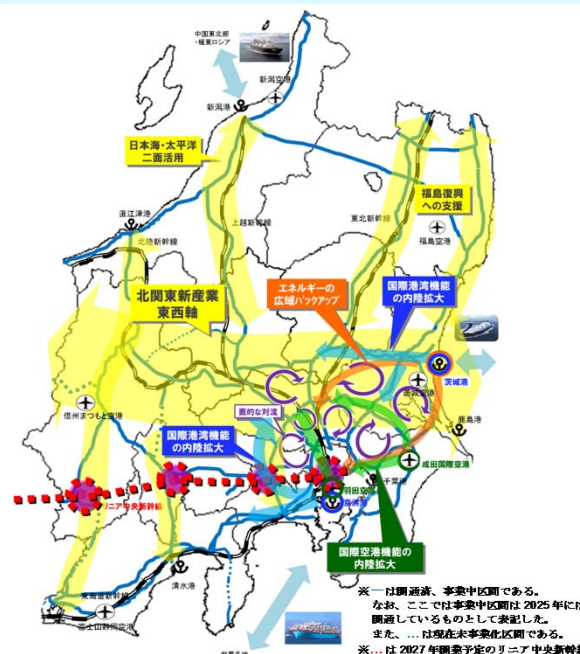 中国東北部
・極東ロシア
新潟空港
新潟港
日本海・太平洋
二面活用
福島復興
への支援
直江津港
上越新幹線
東北新幹線
福島空港
北陸新幹線
エネルギーの
広域バックアップ
国際港湾機能
の内陸拡大
北関東新産業
東西軸
茨城港
茨城空港
鹿島港
信州まつもと空港
面的な対流
国際港湾機能
の内陸拡大
成田国際空港
リニア中央新幹線
羽田空港
千葉港
国際空港機能の
内陸拡大
清水港
東海道新幹線
富士山静岡空港
※―は開通済、事業中区間である。
なお、ここでは事業中区間は2025年には
開通しているものとして表記した。
また、…は現在未事業化区間である。
※…は2027年開業予定のリニア中央新幹線